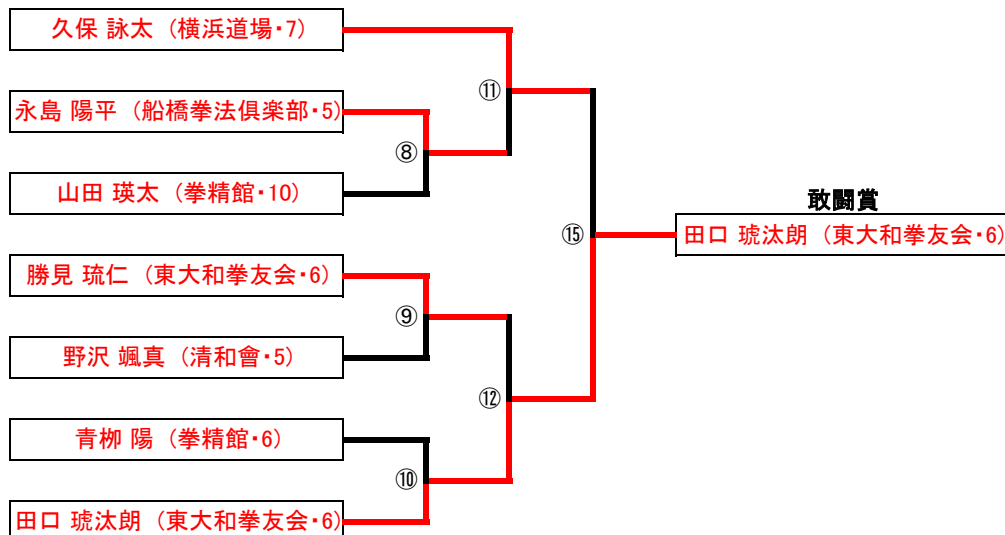 久保 詠太 (横浜道場・7)
⑪
永島 陽平 (船橋拳法倶楽部・5)
⑧
山田 瑛太 (拳精館・10)
敢闘賞
⑮
田口 琥汰朗 (東大和拳友会・6)
勝見 琉仁 (東大和拳友会・6)
⑨
野沢 颯真 (清和會・5)
⑫
青栁 陽 (拳精館・6)
⑩
田口 琥汰朗 (東大和拳友会・6)